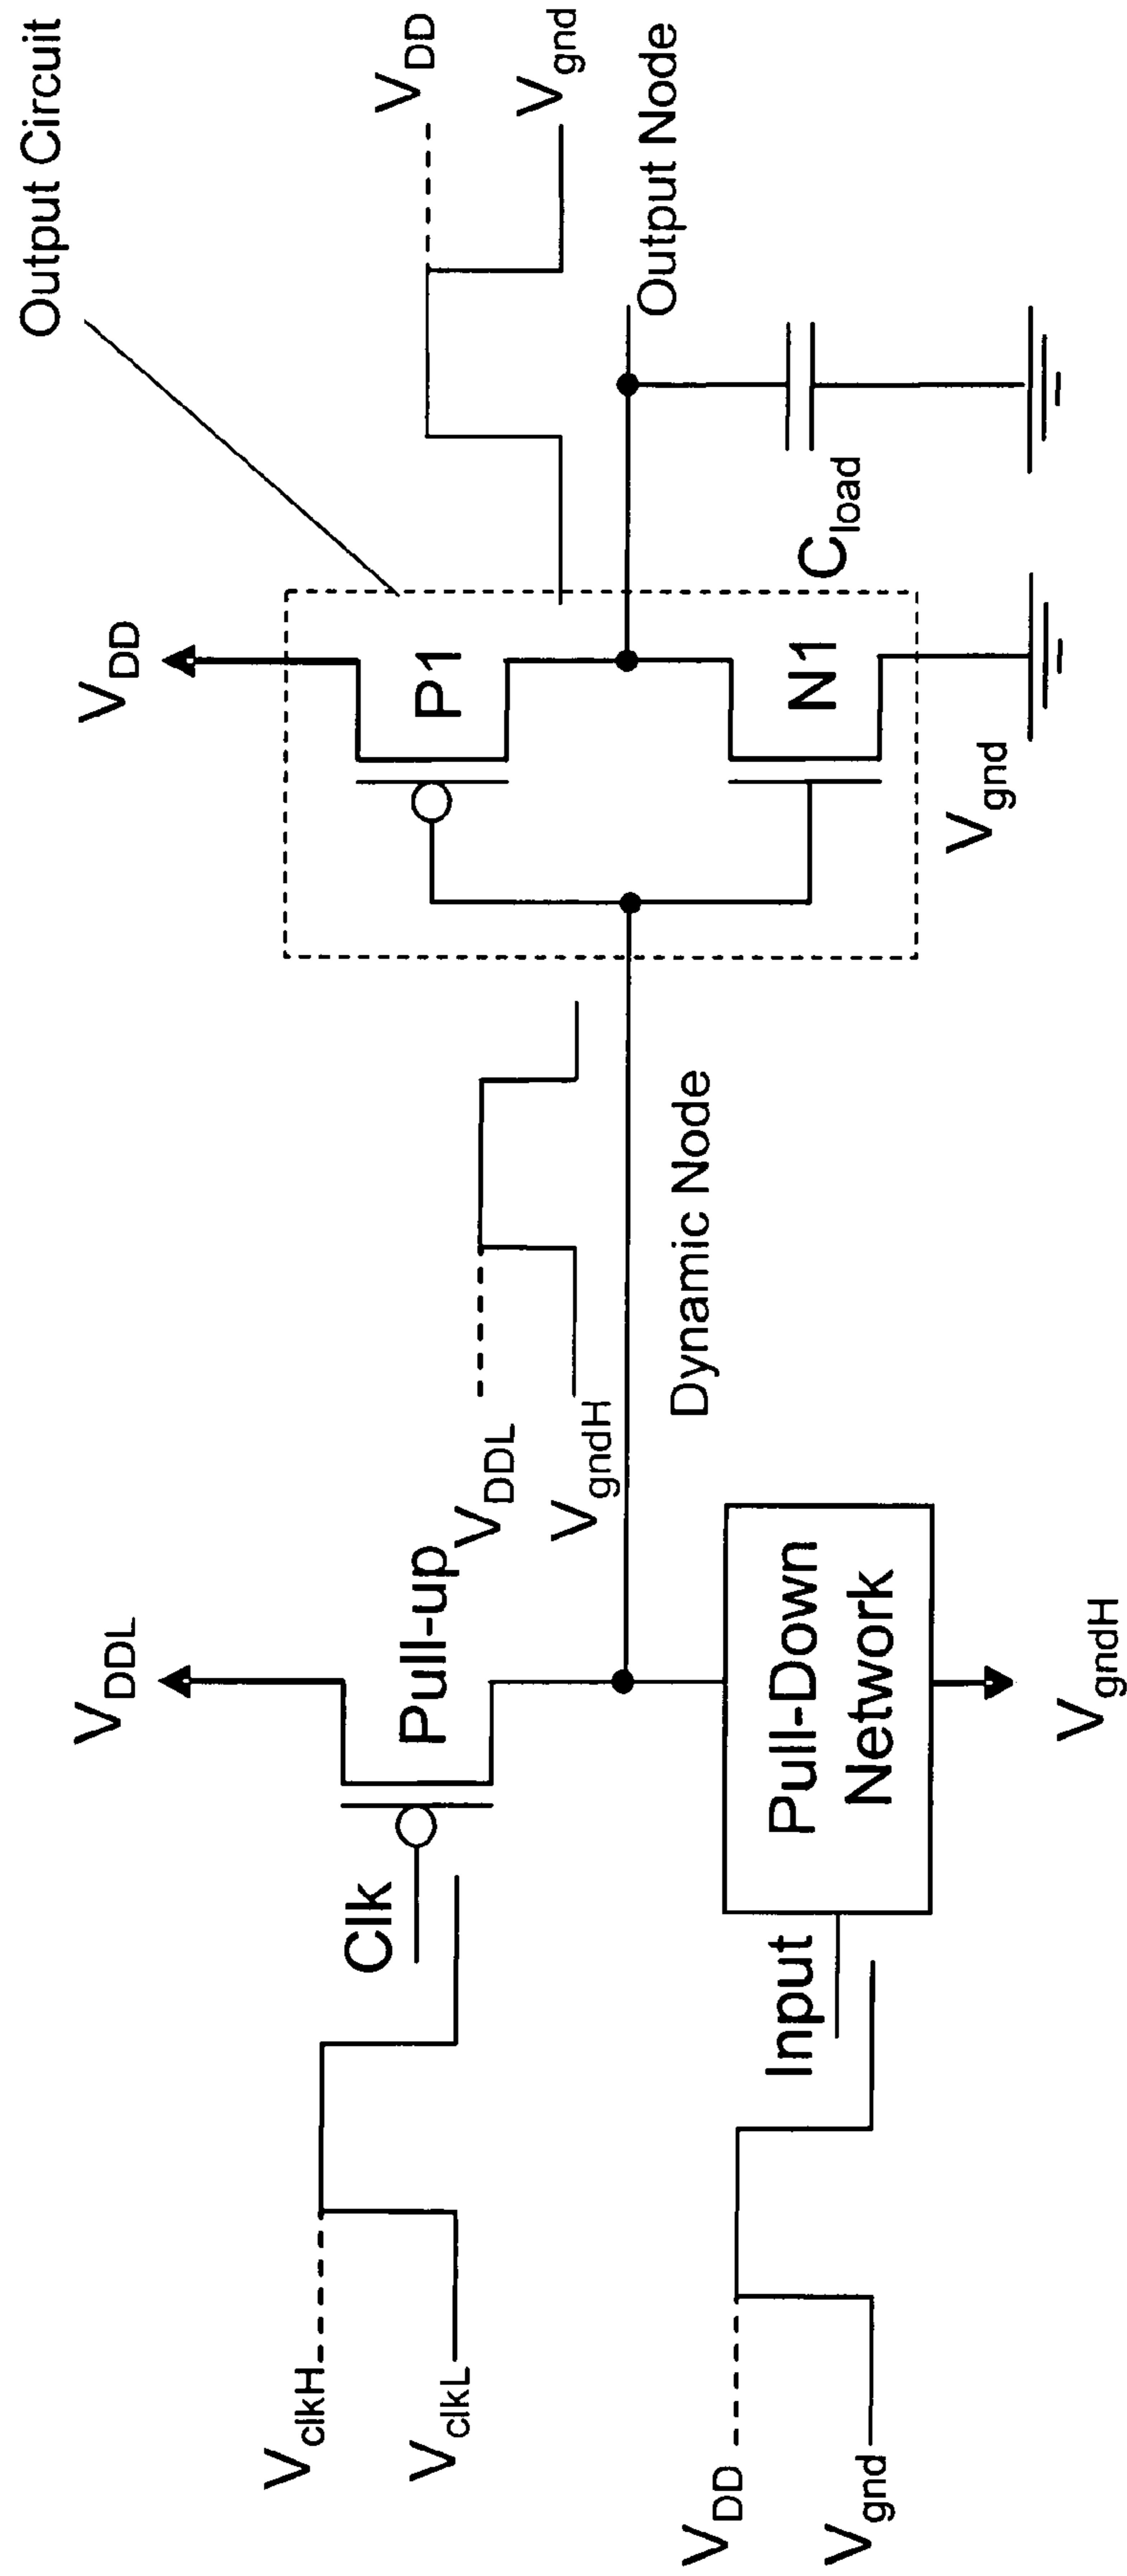 Output Circuit
V_DDL
V_DD
V_DD
V_clkH
Clk
Pull-up
P1
V_gnd
V_clkL
V_DDL
V_gndH
Output Node
Dynamic Node
V_DD
Input
Pull-Down
Network
N1
C_load
V_gnd
V_gnd
V_gndH